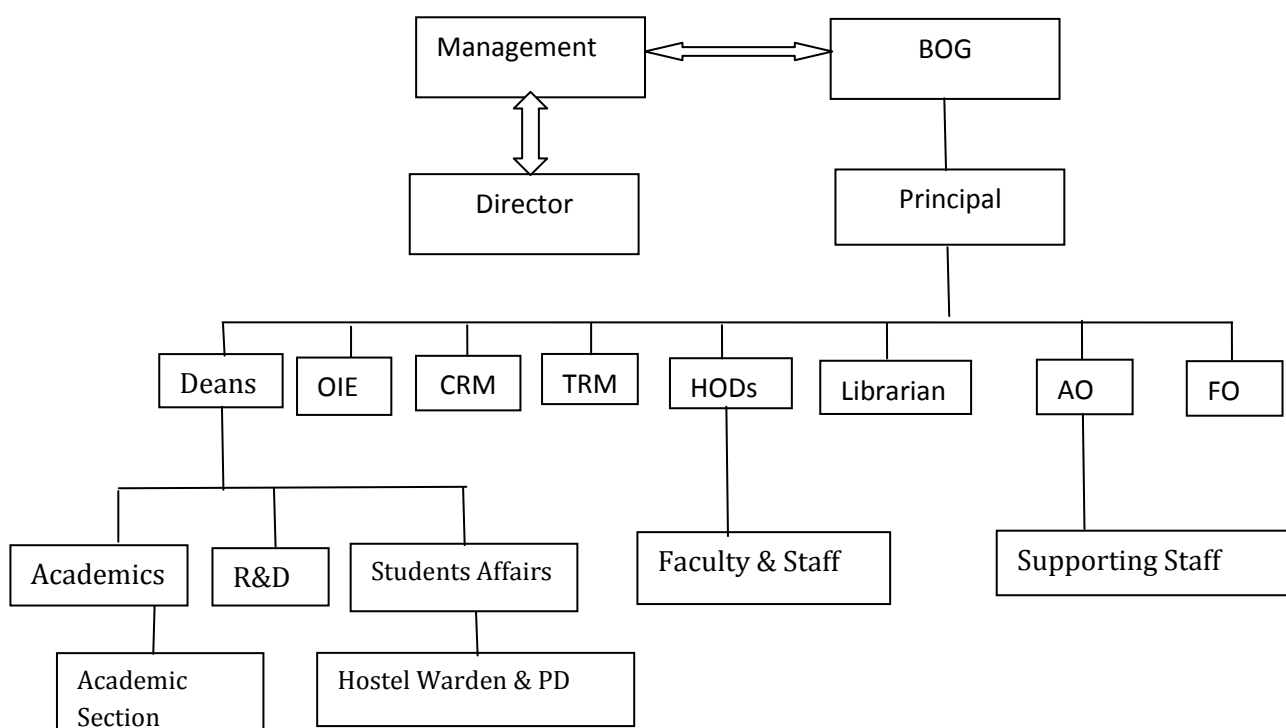 Management
BOG
Director
Principal
Deans
OIE
CRM
TRM
HODs
Librarian
AO
FO
Academics
R&D
Students Affairs
Faculty & Staff
Supporting Staff
Academic
Section
Hostel Warden & PD